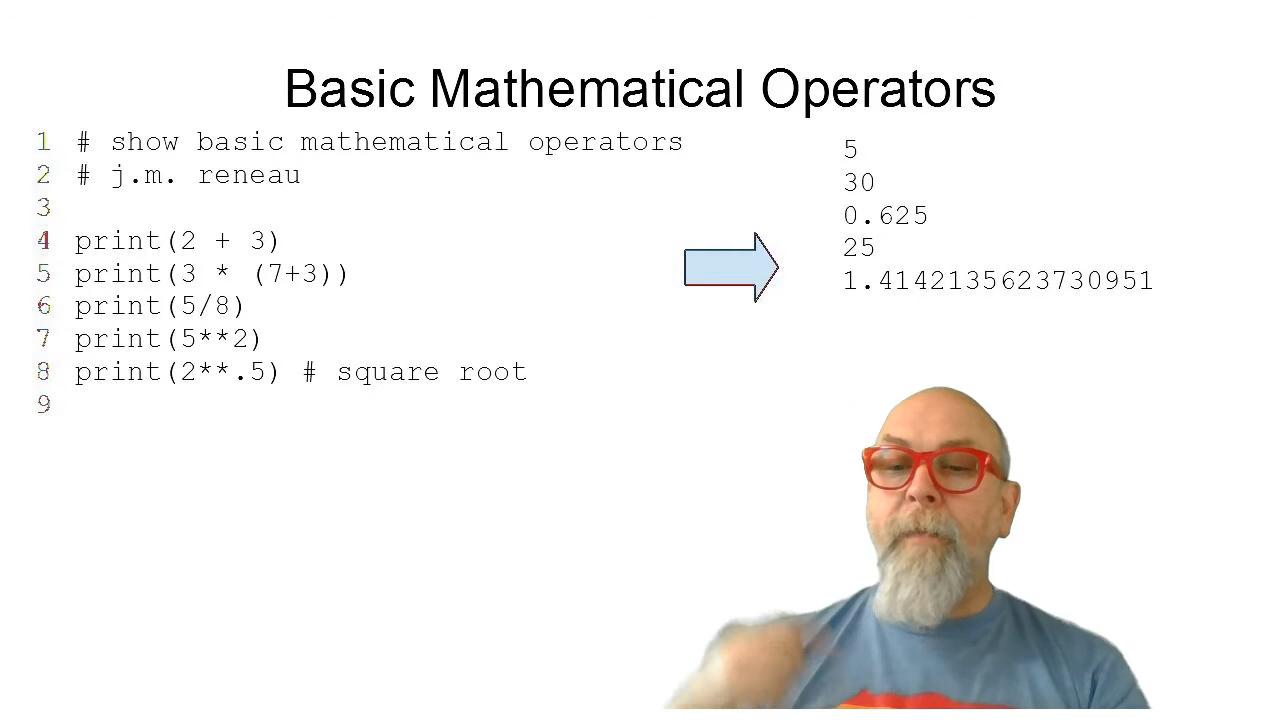 Basic Mathematical Operators
1 # show basic mathematical operators
2 # j.m. reneau
3
4 print(2 + 3)
5 print(3 * (7+3))
6 print(5/8)
7 print(5**2)
8 print(2**.5) # square root
9
5
30
0.625
25
1.4142135623730951